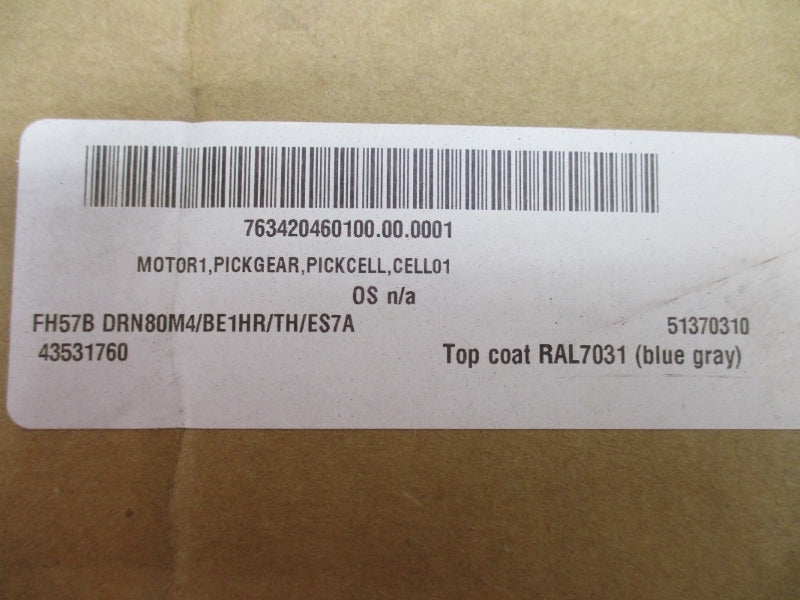 763420460100.00.0001
MOTOR1,PICKGEAR,PICKCELL,CELL01
OS n/a
FH57B DRN80M4/BE1HR/TH/ES7A 51370310
43531760 Top coat RAL7031 (blue gray)